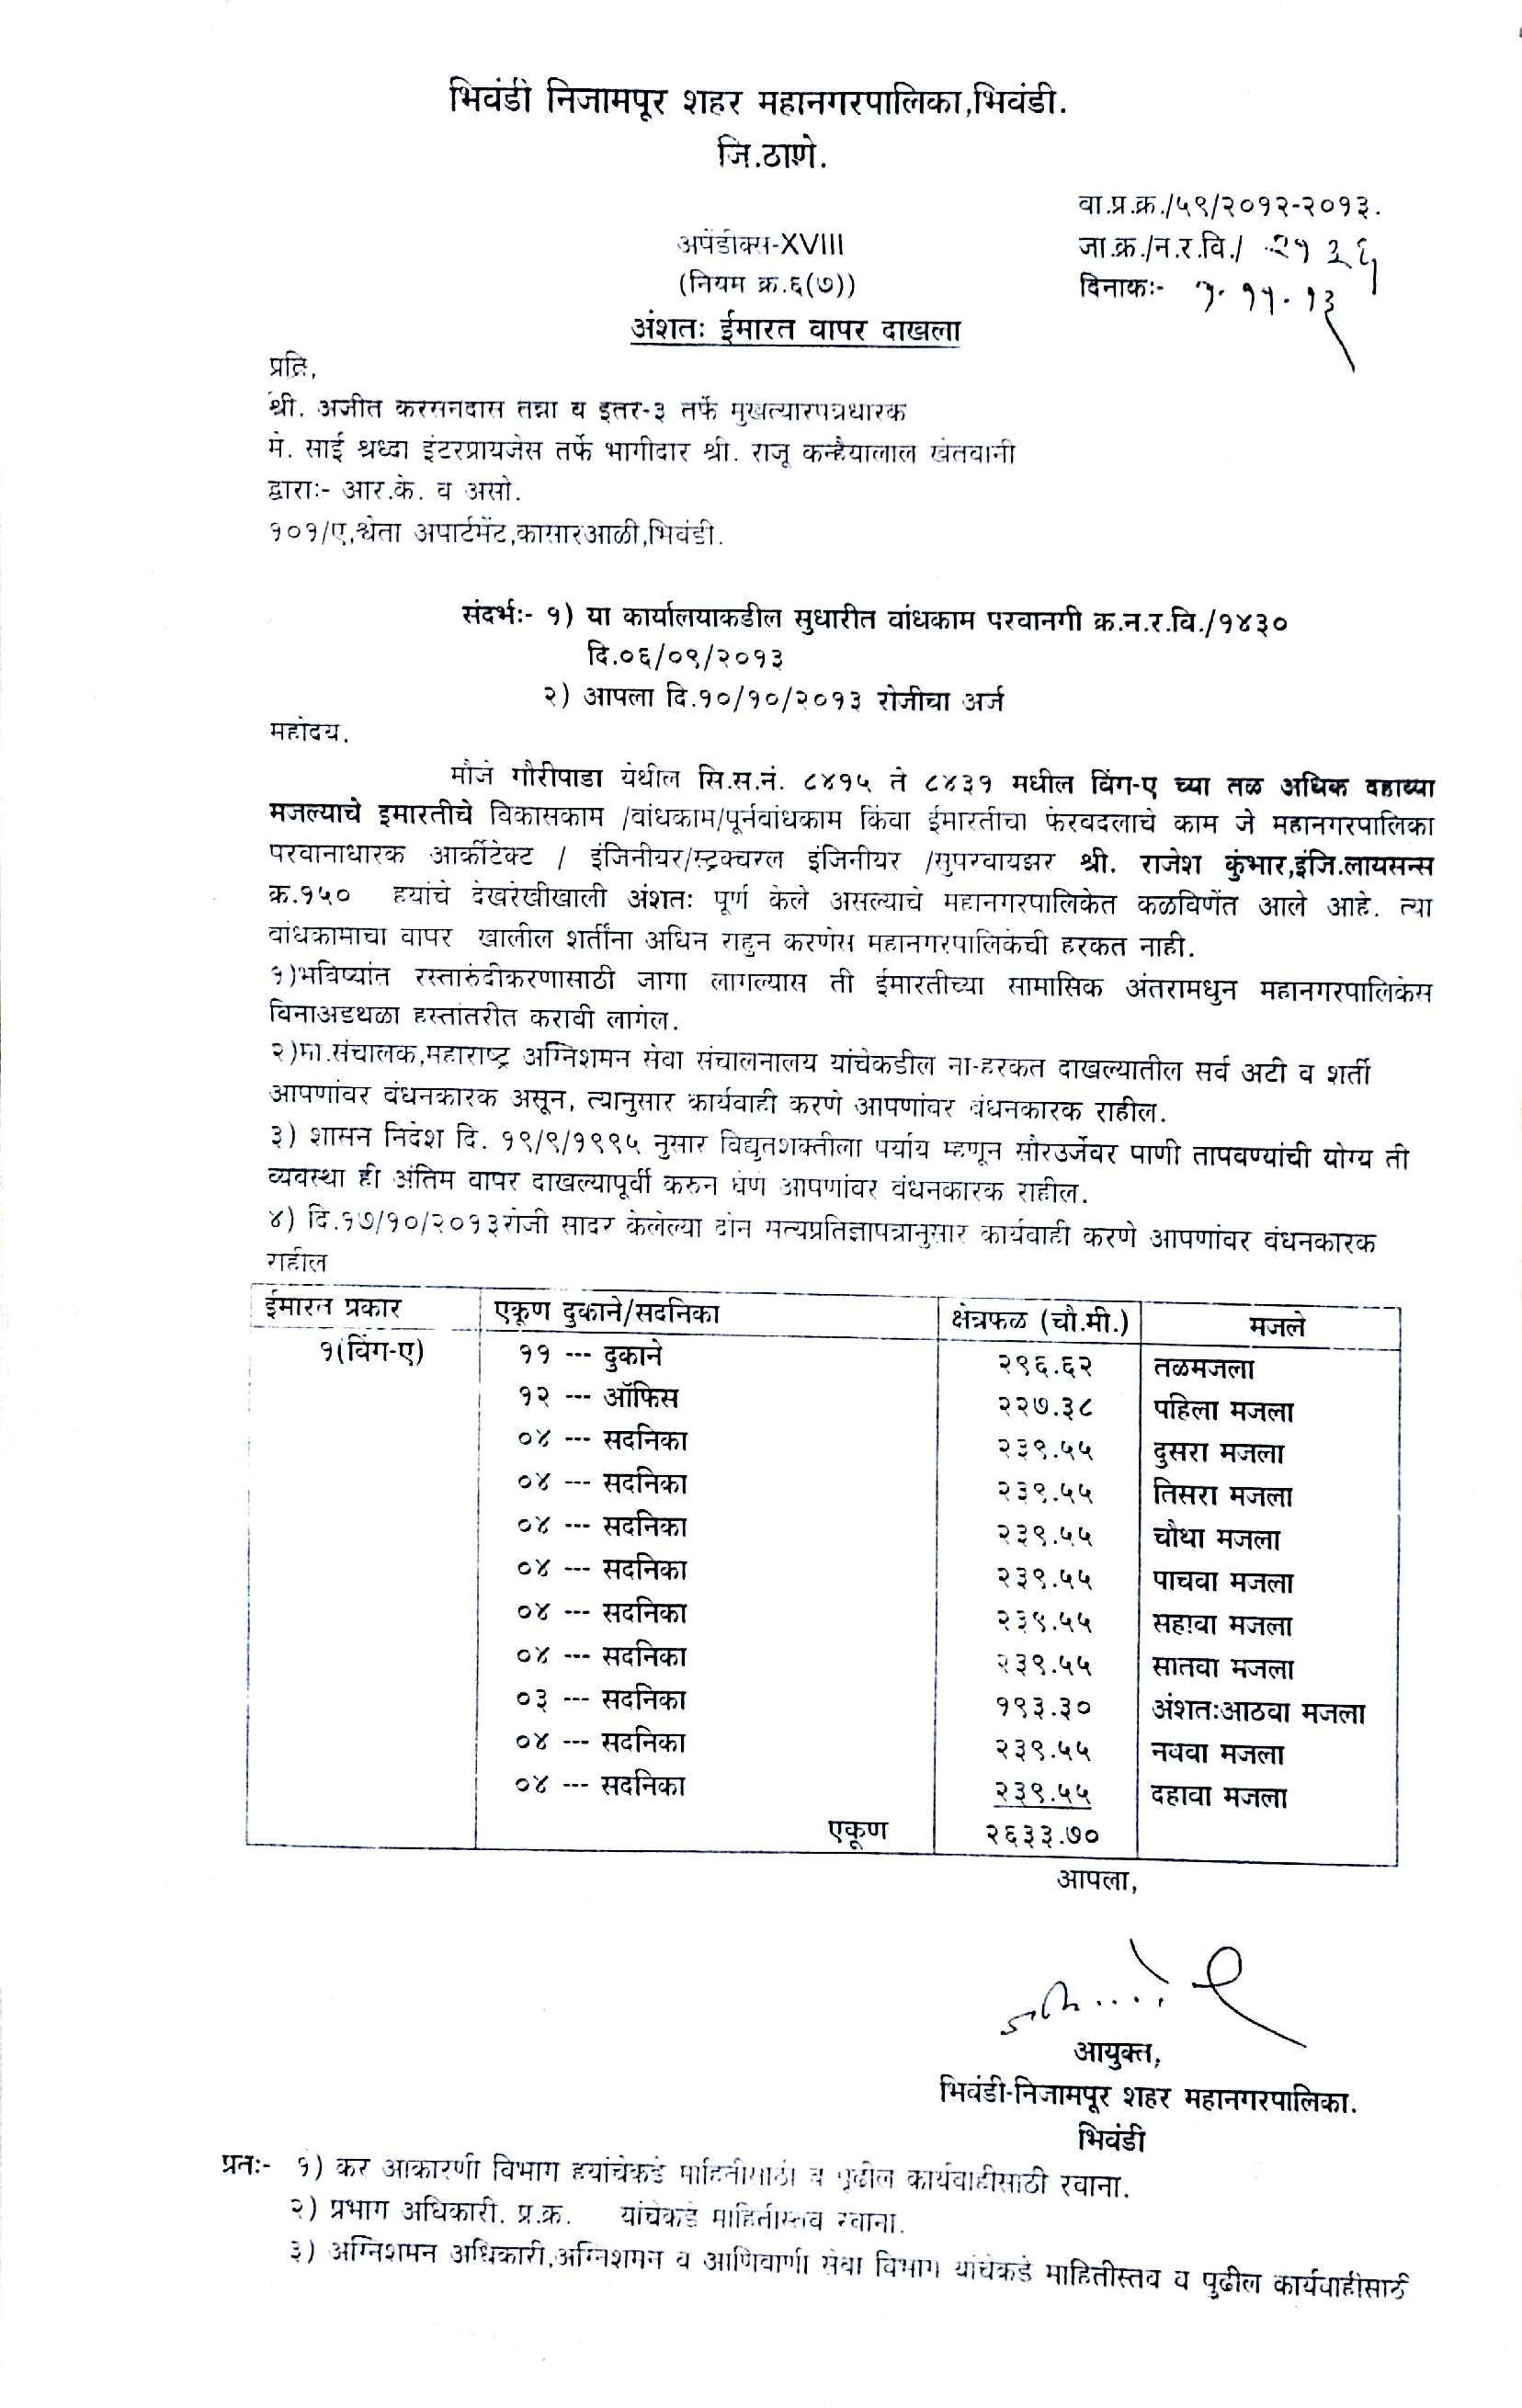 भिवंडी निजामपूर शहर महानगरपालिका,भिवंडी.
जि.ठाणे.
वा.प्र.क्र./५९/२०१२-२०१३.
अपेंडीक्स-XVIII
जा.क्र./न.र.वि./ २१३६
(नियम क्र.६(७))
दिनाकः- ११.१३
अंशतः ईमारत वापर दाखला
प्रति,
श्री. अजीत करसनदास तन्ना व इतर-३ तर्फे मुखत्यारपत्रधारक
मे. साई श्रध्दा इंटरप्रायजेस तर्फे भागीदार श्री. राजू कन्हैयालाल खेतवानी
द्वाराः- आर.के. व असो.
१०१/ए,श्वेता अपार्टमेंट,कासारआळी,भिवंडी.
संदर्भः- १) या कार्यालयाकडील सुधारीत बांधकाम परवानगी क्र.न.र.वि./१४३०
दि.०६/०९/२०१३
२) आपला दि.१०/१०/२०१३ रोजीचा अर्ज
महोदय.
मौजे गौरीपाडा येथील सि.स.नं. ८४१५ ते ८४३१ मधील विंग-ए च्या तळ अधिक दहाव्या
मजल्याचे इमारतीचे विकासकाम /बांधकाम/पूर्नबांधकाम किंवा ईमारतीचा फेरबदलाचे काम जे महानगरपालिका
परवानाधारक आर्कीटेक्ट / इंजिनीयर/स्ट्रक्चरल इंजिनीयर /सुपरवायझर श्री. राजेश कुंभार,इंजि.लायसन्स
क्र.१५० हयांचे देखरेखीखाली अंशतः पूर्ण केले असल्याचे महानगरपालिकेत कळविणेंत आले आहे. त्या
बांधकामाचा वापर खालील शर्तींना अधिन राहुन करणेस महानगरपालिकेची हरकत नाही.
१)भविष्यांत रस्तारुंदीकरणासाठी जागा लागल्यास ती ईमारतीच्या सामासिक अंतरामधुन महानगरपालिकेस
विनाअडथळा हस्तांतरीत करावी लागेल.
२)मा.संचालक,महाराष्ट्र अग्निशमन सेवा संचालनालय यांचेकडील ना-हरकत दाखल्यातील सर्व अटी व शर्ती
आपणांवर बंधनकारक असून, त्यानुसार कार्यवाही करणे आपणांवर बंधनकारक राहील.
३) शासन निदेश दि. १९/९/१९९५ नुसार विद्युतशक्तीला पर्याय म्हणून सौरउर्जेवर पाणी तापवण्यांची योग्य ती
व्यवस्था ही अंतिम वापर दाखल्यापूर्वी करुन घेणे आपणांवर बंधनकारक राहील.
४) दि.१७/१०/२०१३रोजी सादर केलेल्या दोन सत्यप्रतिज्ञापत्रानुसार कार्यवाही करणे आपणांवर बंधनकारक
राहील
ईमारत प्रकार एकूण दुकाने/सदनिका क्षेत्रफळ (चौ.मी.) मजले
१(विंग-ए) ११ --- दुकाने २९६.६२ तळमजला
१२ --- ऑफिस २२७.३८ पहिला मजला
०४ --- सदनिका २३९.५५ दुसरा मजला
०४ --- सदनिका २३९.५५ तिसरा मजला
०४ --- सदनिका २३९.५५ चौथा मजला
०४ --- सदनिका २३९.५५ पाचवा मजला
०४ --- सदनिका २३९.५५ सहावा मजला
०४ --- सदनिका २३९.५५ सातवा मजला
०३ --- सदनिका १९३.३० अंशतःआठवा मजला
०४ --- सदनिका २३९.५५ नववा मजला
०४ --- सदनिका २३९.५५ दहावा मजला
एकूण २६३३.७०
आपला,
आयुक्त,
भिवंडी-निजामपूर शहर महानगरपालिका.
भिवंडी
प्रतः- १) कर आकारणी विभाग हयांचेकडे माहितीसाठी व पुढील कार्यवाहीसाठी रवाना.
२) प्रभाग अधिकारी. प्र.क्र. यांचेकडे माहितीस्तव रवाना.
३) अग्निशमन अधिकारी,अग्निशमन व आणिवाणी सेवा विभाग यांचेकडे माहितीस्तव व पुढील कार्यवाहीसाठी